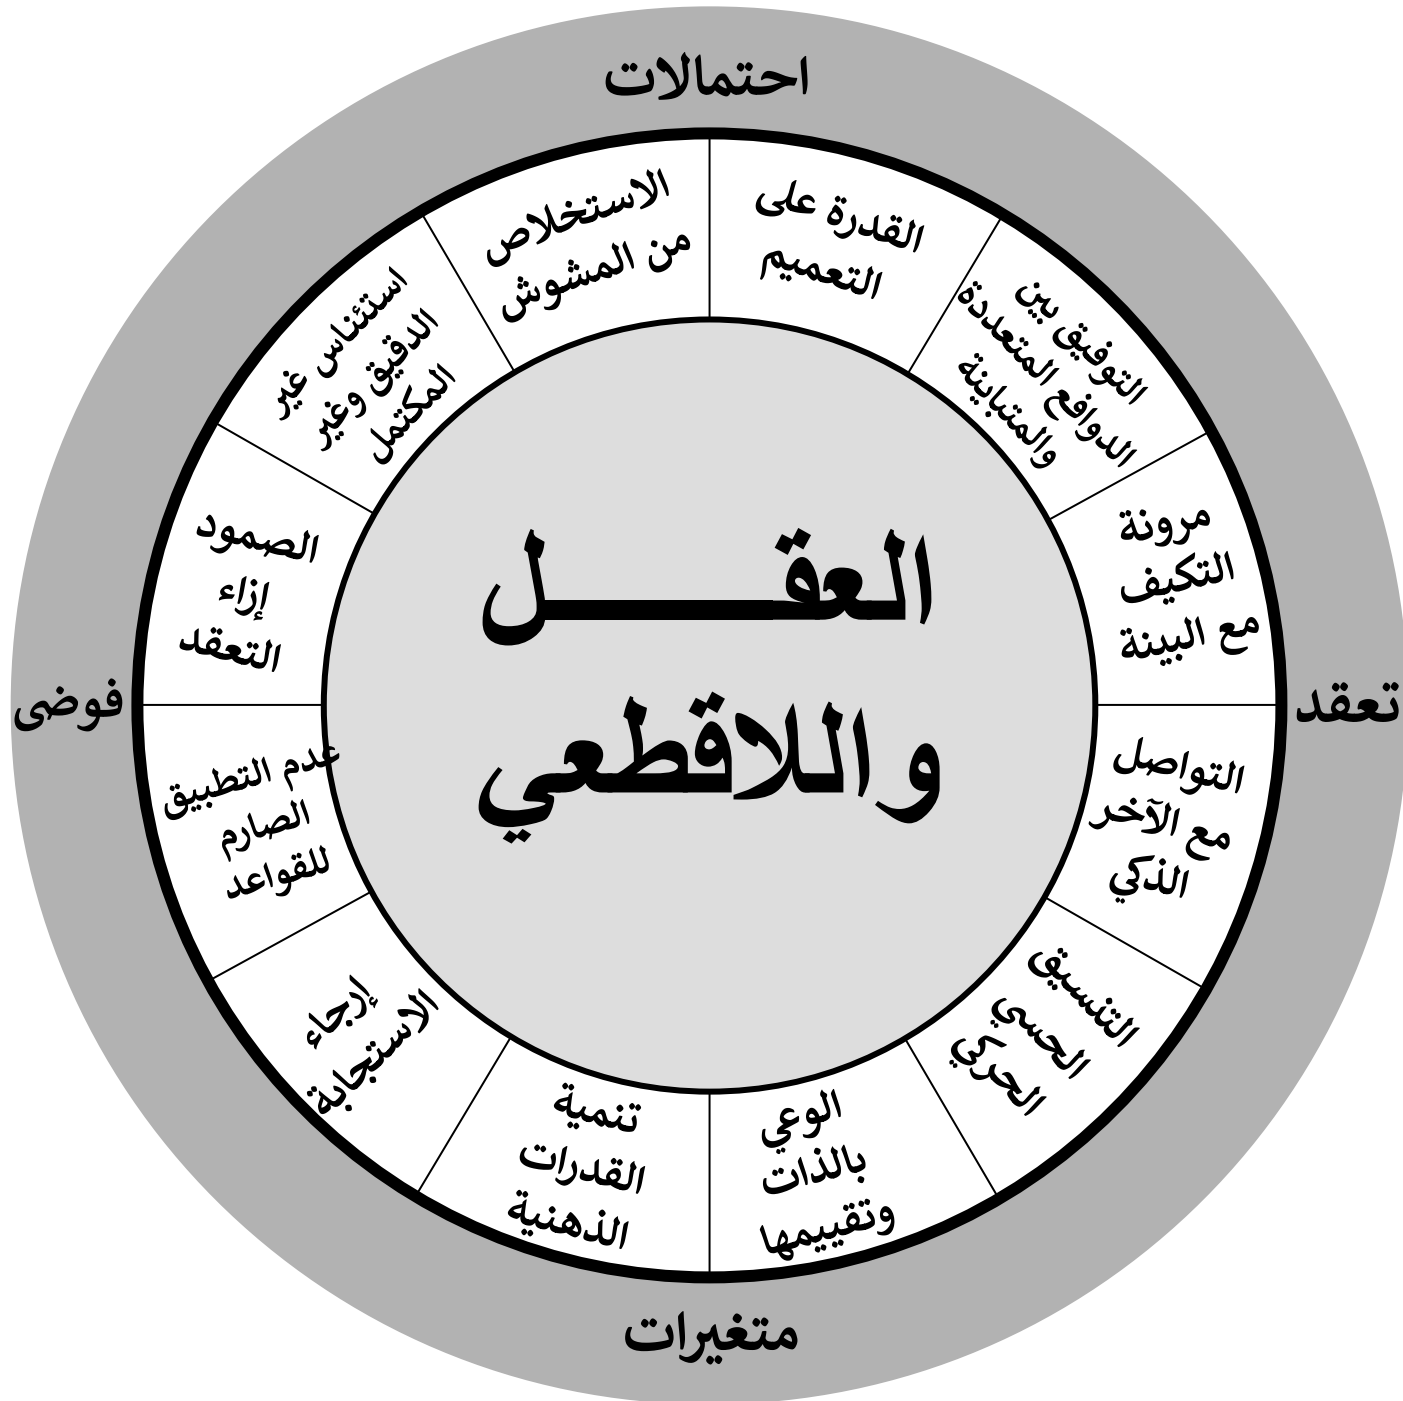 احتمالات
القدرة على
التعميم
التوفيق بين
الدوافع المتعددة
والمتباينة
مرونة
التكيف
مع البينة
تعقد
التواصل
مع الآخر
الذكي
التنسيق
الحسي
الحركي
الوعي
بالذات
وتقييمها
متغيرات
تنمية
القدرات
الذهنية
إرجاء
الاستجابة
عدم التطبيق
الصارم
للقواعد
فوضى
الصمود
إزاء
التعقد
استئناس غير
الدقيق وغير
المكتمل
الاستخلاص
من المشوش
العقـــــل
واللاقطعي